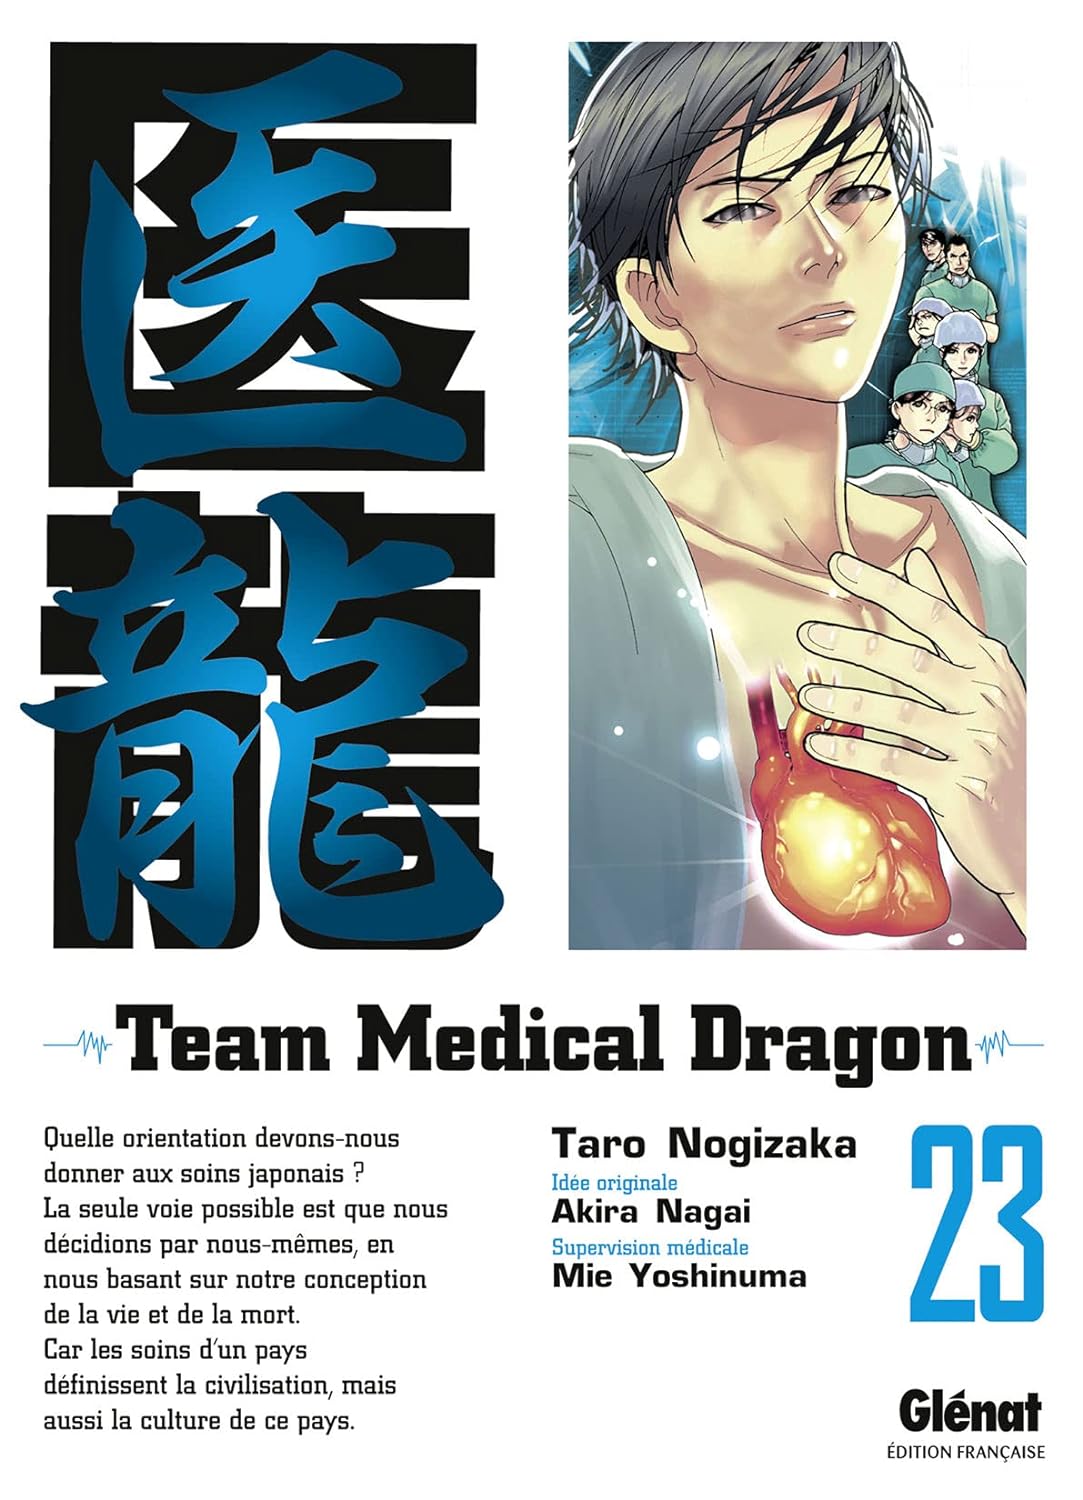 医龍
Team Medical Dragon
Quelle orientation devons-nous
donner aux soins japonais ?
La seule voie possible est que nous
décidions par nous-mêmes, en
nous basant sur notre conception
de la vie et de la mort.
Car les soins d'un pays
définissent la civilisation, mais
aussi la culture de ce pays.
Taro Nogizaka
Idée originale
Akira Nagai
Supervision médicale
Mie Yoshinuma
23
Glénat
ÉDITION FRANÇAISE